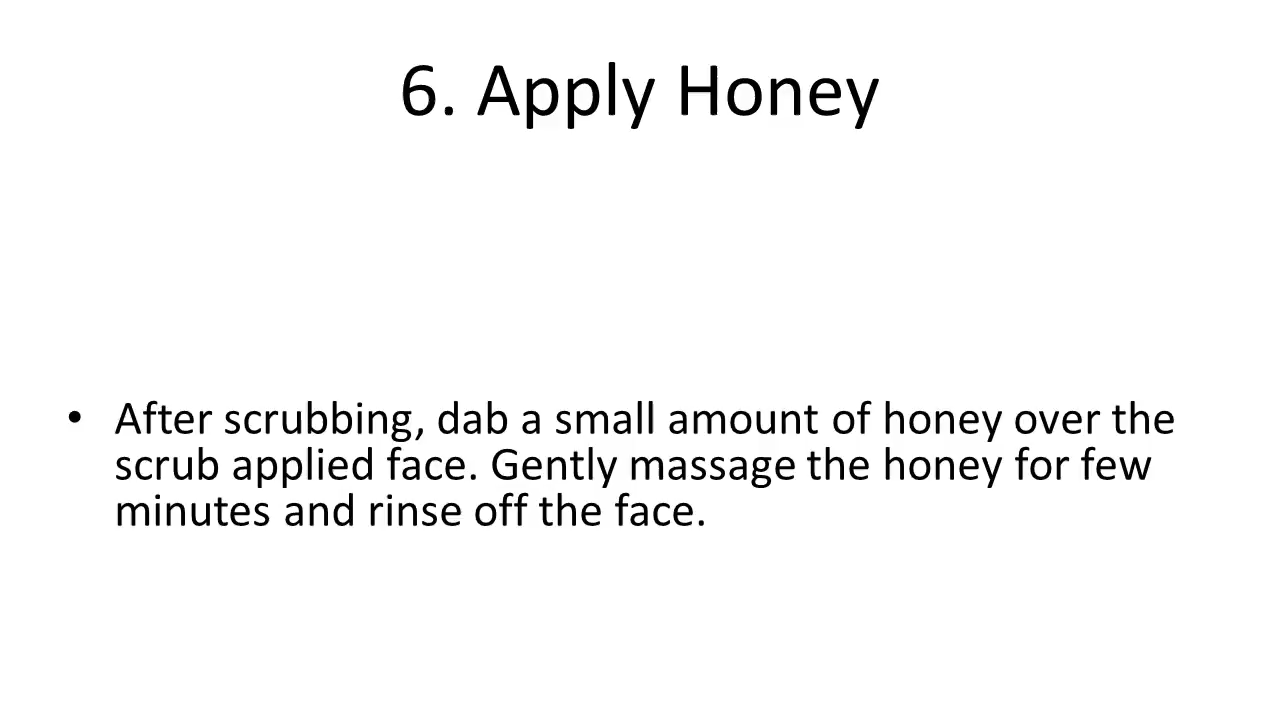 6. Apply Honey
• After scrubbing, dab a small amount of honey over the
scrub applied face. Gently massage the honey for few
minutes and rinse off the face.